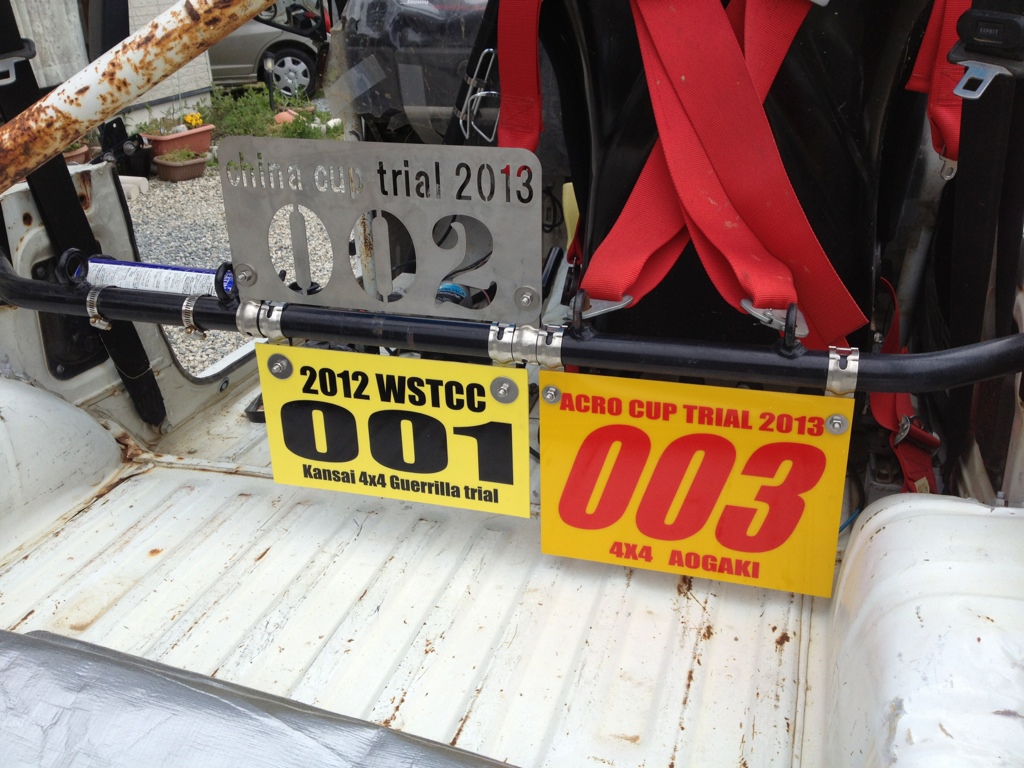 china cup trial 2013
002
2012 WSTCC
001
Kansai 4x4 Guerrilla trial
ACRO CUP TRIAL 2013
003
4X4 AOGAKI